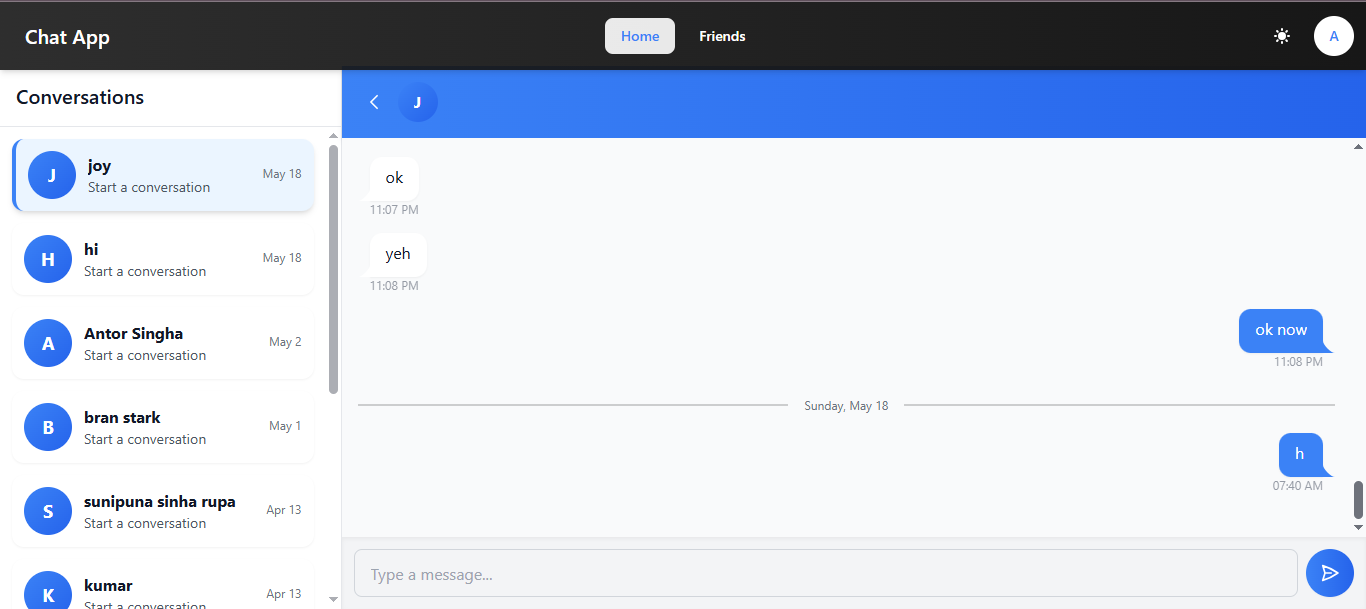 Chat App
Home
Friends
A
Conversations
J
joy
Start a conversation
May 18
H
hi
Start a conversation
May 18
A
Antor Singha
Start a conversation
May 2
B
bran stark
Start a conversation
May 1
S
sunipuna sinha rupa
Start a conversation
Apr 13
K
kumar
Start a conversation
Apr 13
J
ok
11:07 PM
yeh
11:08 PM
ok now
11:08 PM
Sunday, May 18
h
07:40 AM
Type a message...